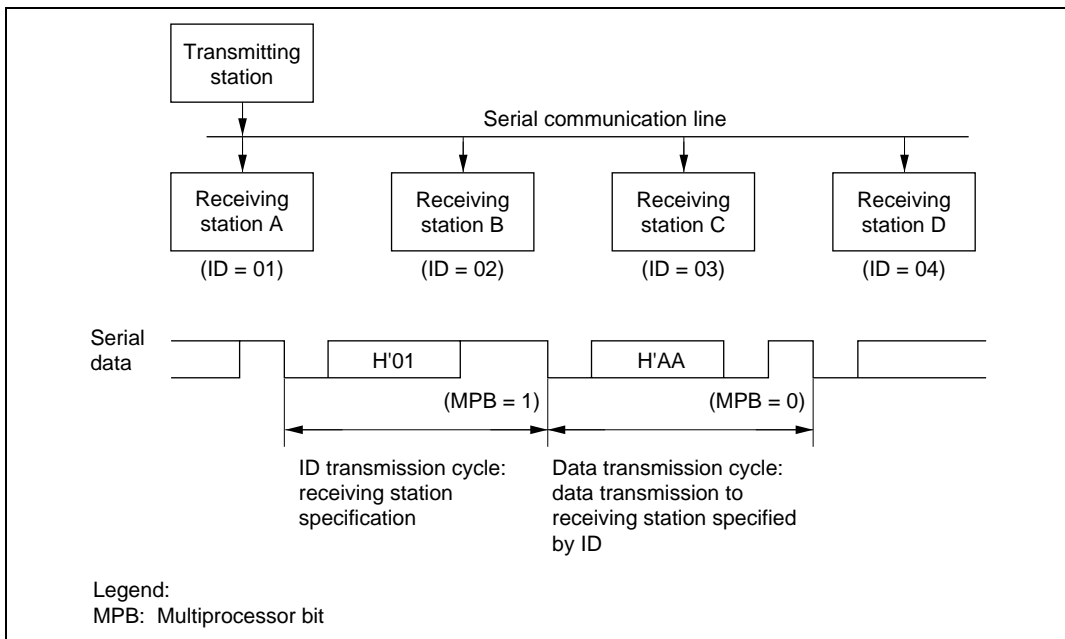 Transmitting
station
Serial communication line
Receiving
station A
Receiving
station B
Receiving
station C
Receiving
station D
(ID = 01)
(ID = 02)
(ID = 03)
(ID = 04)
Serial
data
H'01
H'AA
(MPB = 1)
(MPB = 0)
ID transmission cycle:
receiving station
specification
Data transmission cycle:
data transmission to
receiving station specified
by ID
Legend:
MPB: Multiprocessor bit